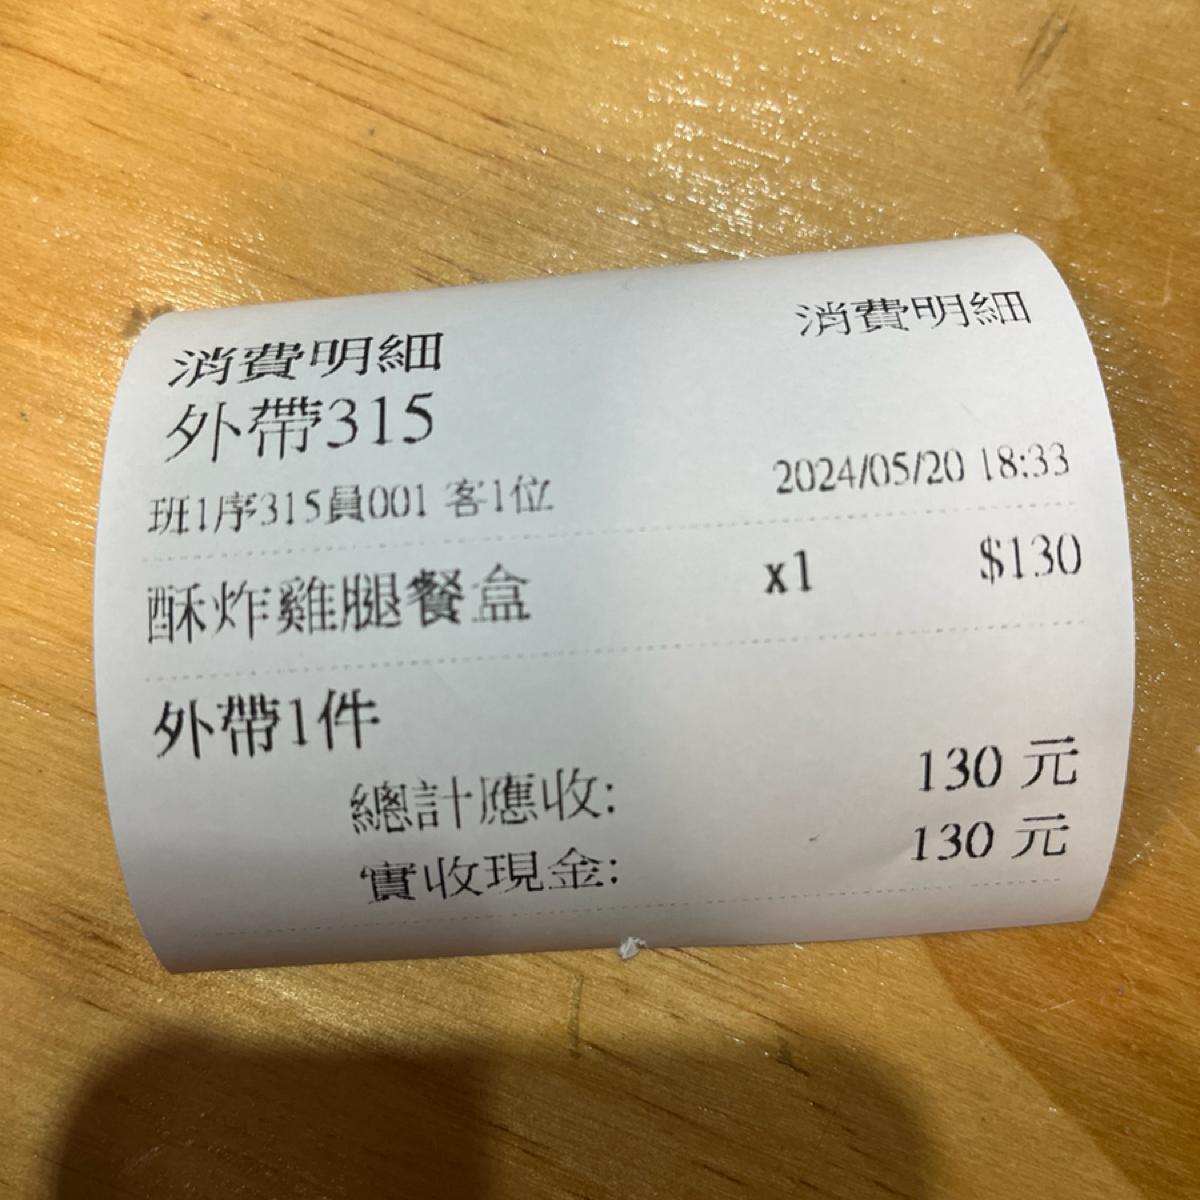 消費明細
消費明細
外帶315
班1序315員001 客1位 2024/05/20 18:33
酥炸雞腿餐盒 x1 $130
外帶1件
總計應收: 130 元
實收現金: 130 元